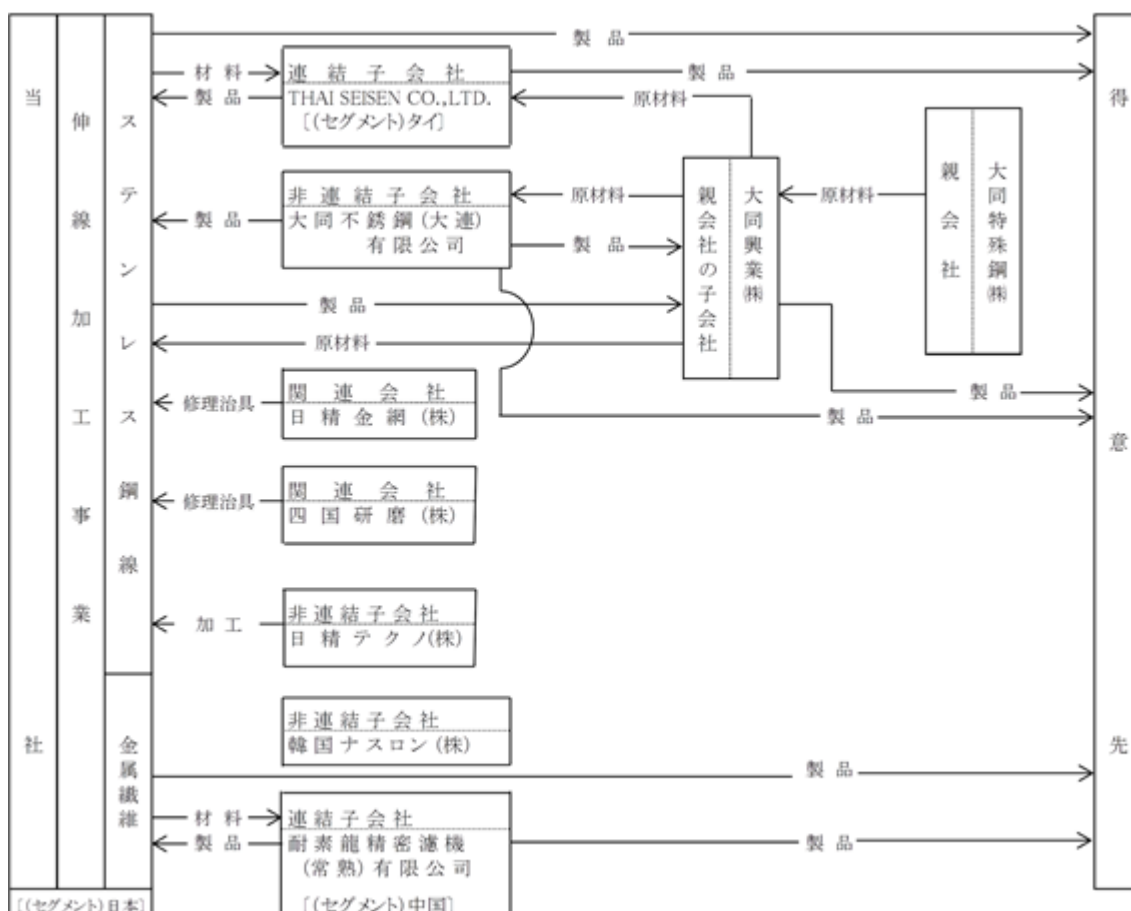 当社
伸線加工事業
ステンレス鋼線
金属繊維
[(セグメント)日本]
製品
材料
製品
連結子会社
THAI SEISEN CO.,LTD.
[(セグメント)タイ]
製品
原材料
製品
非連結子会社
大同不銹鋼(大連)
有限公司
原材料
製品
親会社の子会社
大同興業㈱
原材料
親会社
大同特殊鋼㈱
製品
原材料
製品
製品
修理治具
関連会社
日精金網(株)
修理治具
関連会社
四国研磨(株)
加工
非連結子会社
日精テクノ(株)
非連結子会社
韓国ナスロン(株)
製品
材料
製品
連結子会社
耐素龍精密濾機
(常熟)有限公司
[(セグメント)中国]
製品
得意先